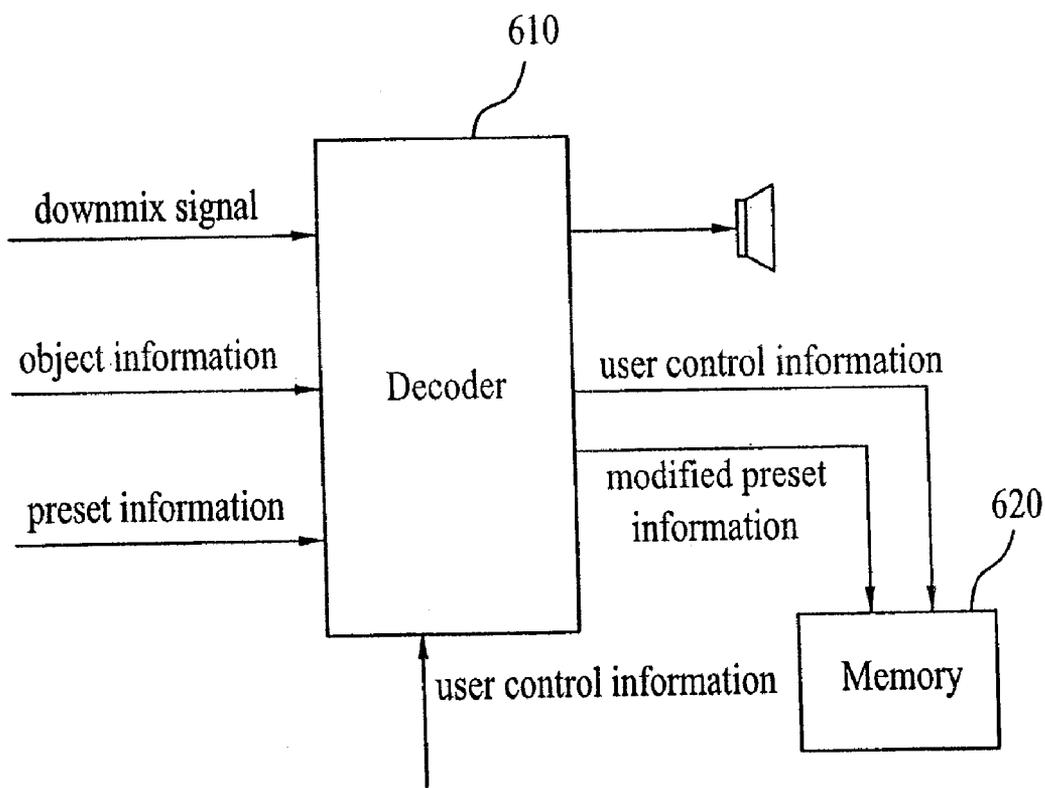 610
downmix signal
object information
user control information
Decoder
modified preset
information
preset information
620
user control information
Memory